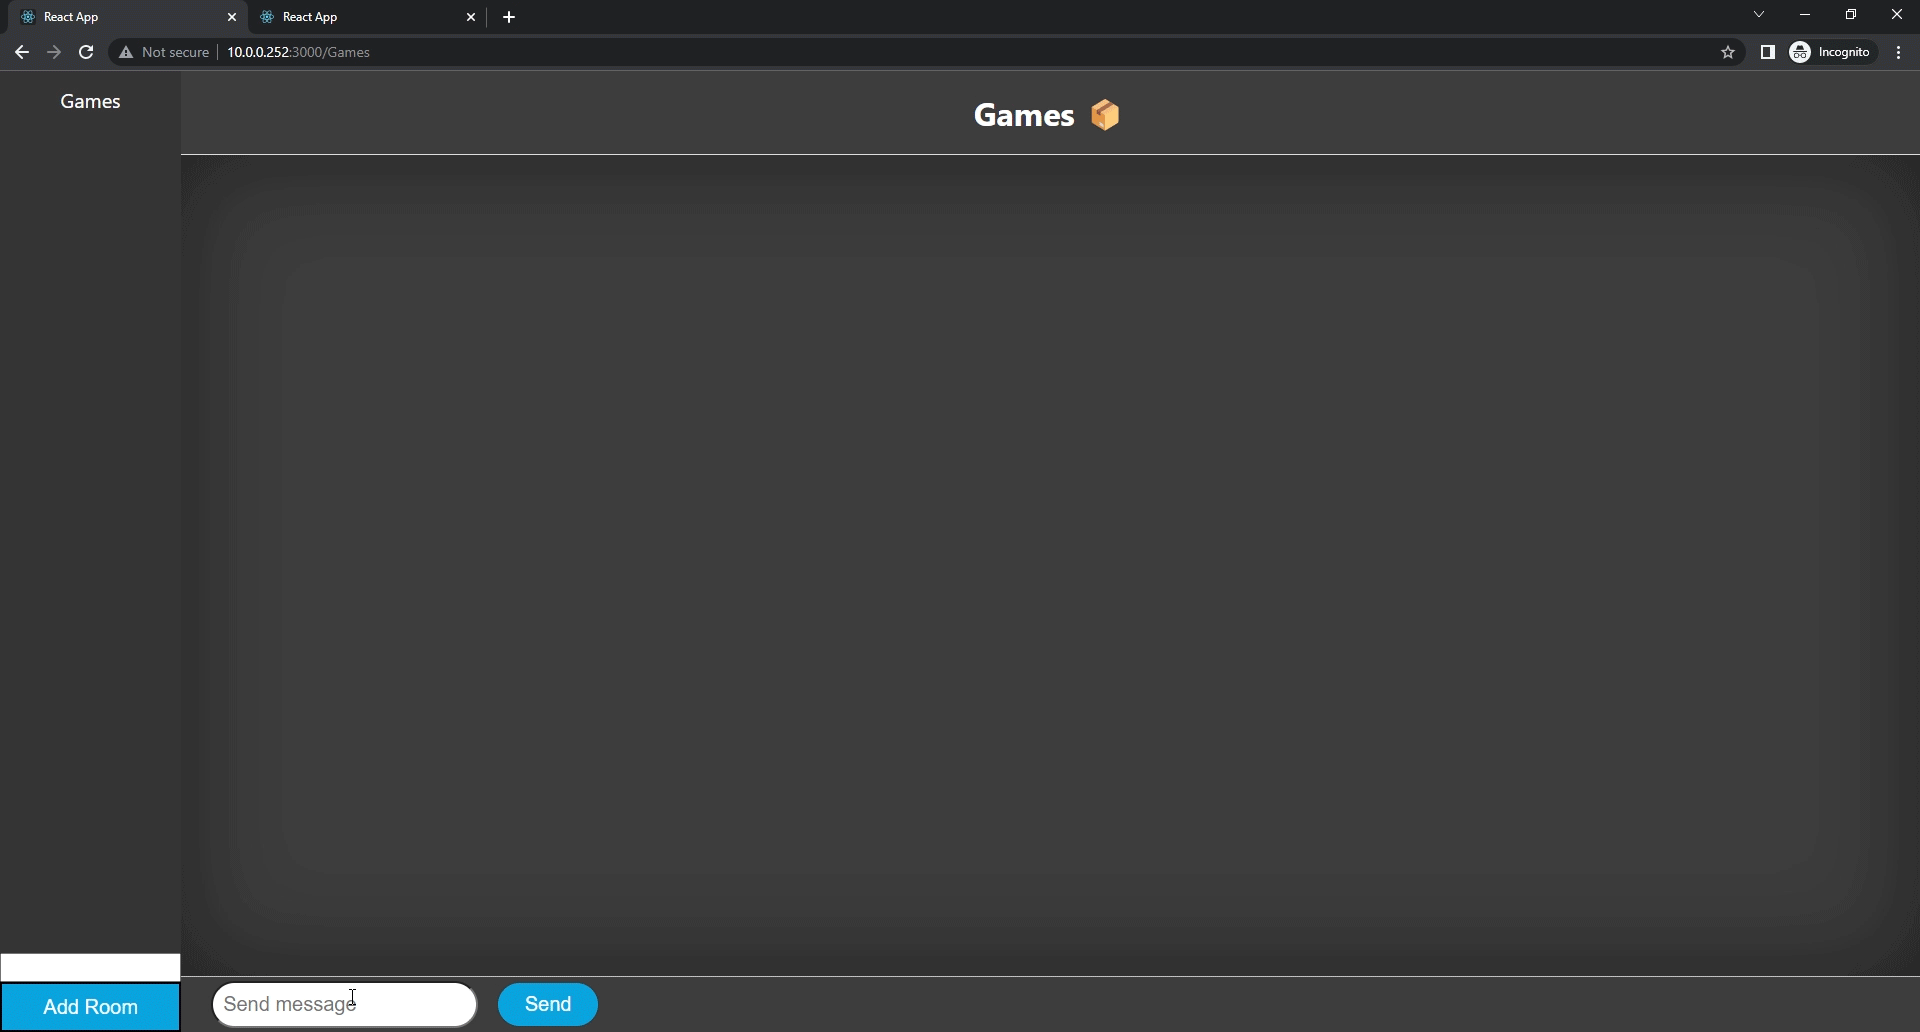 React App
React App
Not secure
10.0.0.252:3000/Games
Incognito
Games
Games 📦
Add Room
Send message
Send